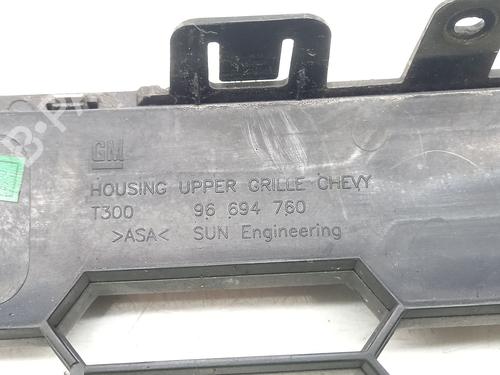 GM
HOUSING UPPER GRILLE CHEVY
T300 96 694 760
>ASA< SUN Engineering